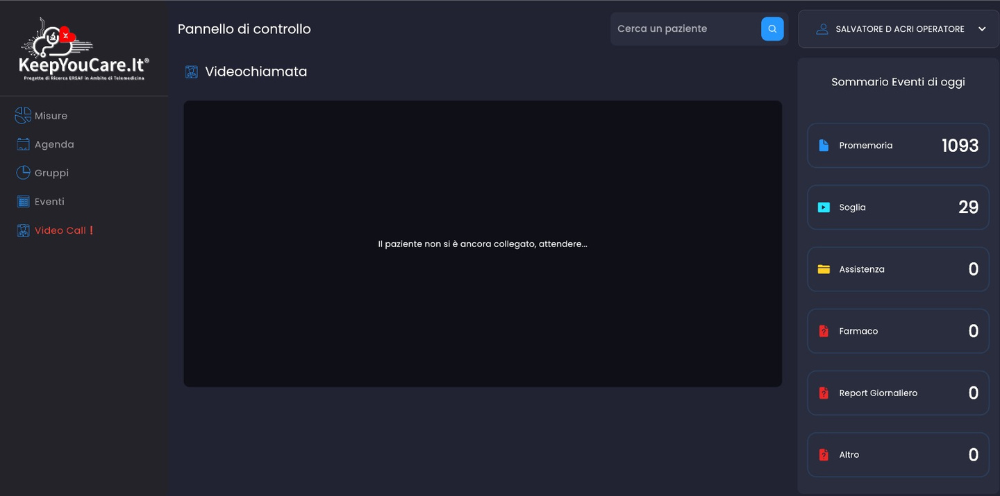 KeepYouCare.It®
Progetto di Ricerca ERSAF in Ambito di Telemedicina
Misure
Agenda
Gruppi
Eventi
Video Call !
Pannello di controllo
Cerca un paziente
SALVATORE D ACRI OPERATORE
Videochiamata
Il paziente non si è ancora collegato, attendere...
Sommario Eventi di oggi
Promemoria 1093
Soglia 29
Assistenza 0
Farmaco 0
Report Giornaliero 0
Altro 0